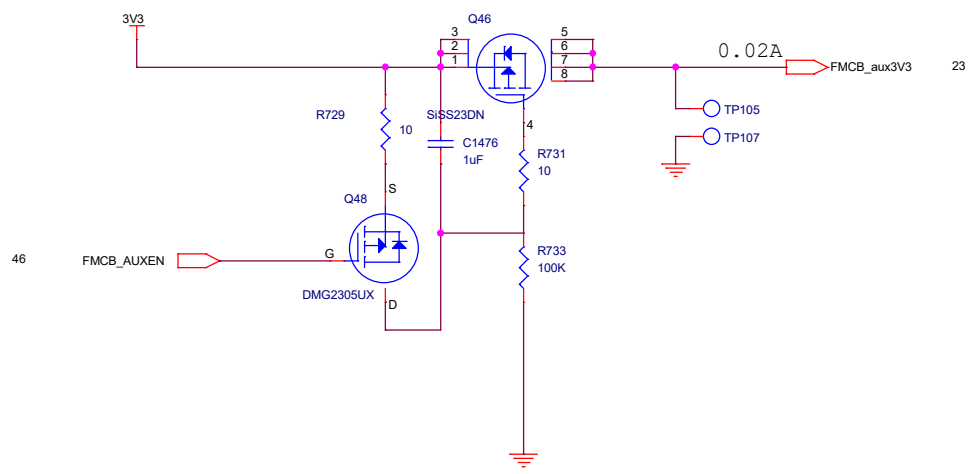 3V3
Q46
3
2
1
5
6
7
8
0.02A
FMCB_aux3V3
23
R729
10
SiSS23DN
C1476
1uF
4
TP105
TP107
R731
10
S
Q48
G
46
FMCB_AUXEN
R733
100K
DMG2305UX
D